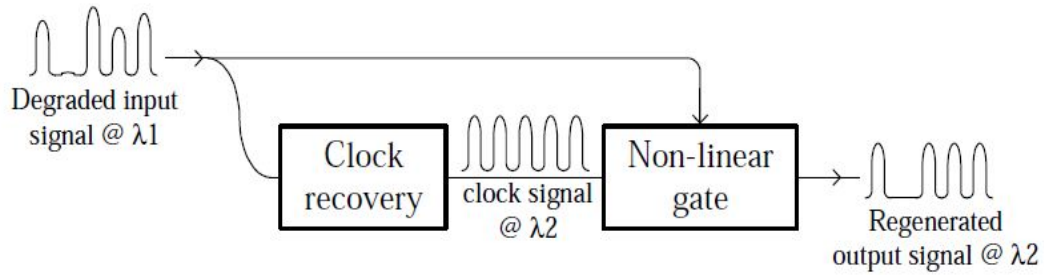 Degraded input
signal @ λ1
Clock
recovery
clock signal
@ λ2
Non-linear
gate
Regenerated
output signal @ λ2